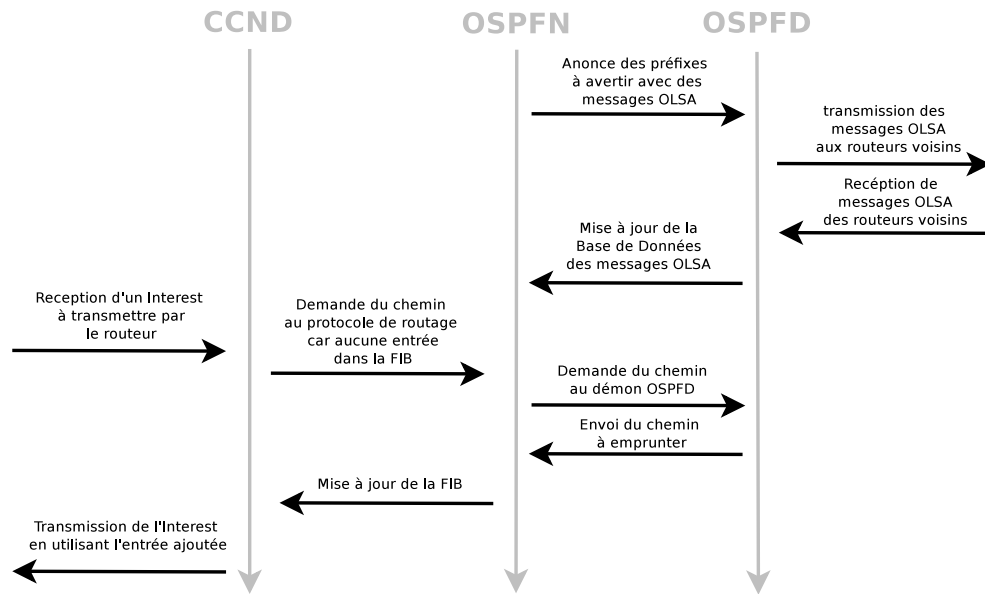 CCND
OSPFN
OSPFD
Anonce des préfixes
à avertir avec des
messages OLSA
transmission des
messages OLSA
aux routeurs voisins
Recéption de
messages OLSA
des routeurs voisins
Mise à jour de la
Base de Données
des messages OLSA
Reception d'un Interest
à transmettre par
le routeur
Demande du chemin
au protocole de routage
car aucune entrée
dans la FIB
Demande du chemin
au démon OSPFD
Envoi du chemin
à emprunter
Mise à jour de la FIB
Transmission de l'Interest
en utilisant l'entrée ajoutée